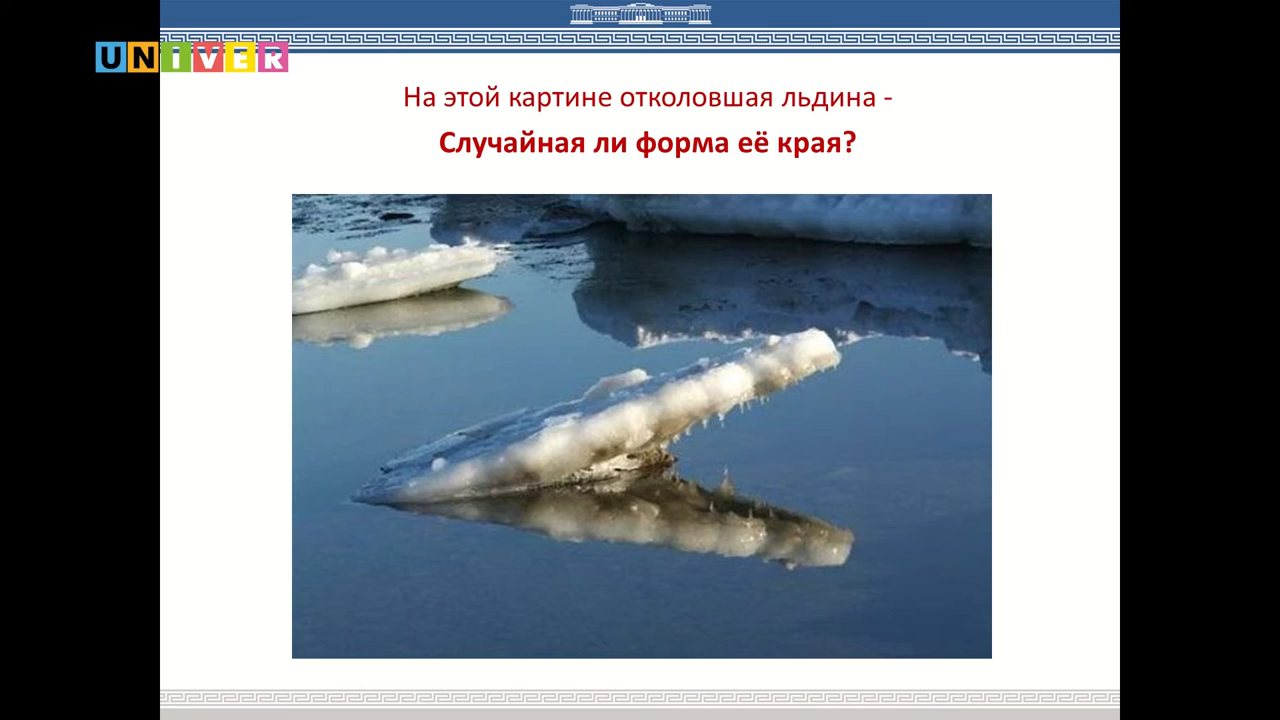 UNIVER
На этой картине отколовшая льдина -
Случайная ли форма её края?